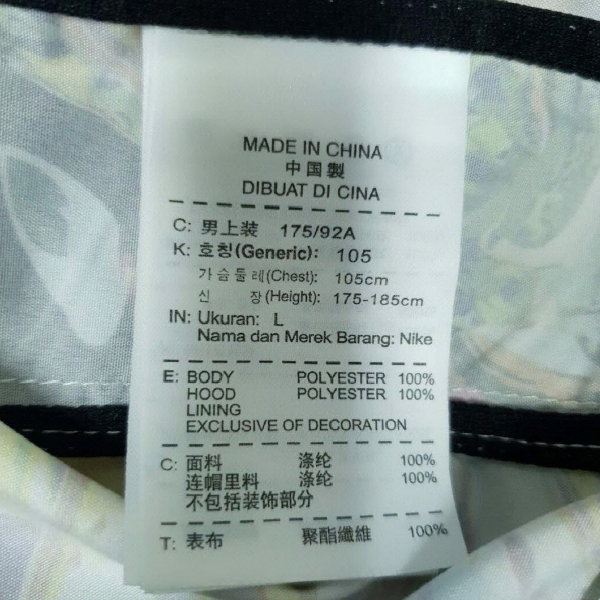 MADE IN CHINA
中国製
DIBUAT DI CINA
C: 男上装 175/92A
K: 호칭(Generic): 105
가슴둘레(Chest): 105cm
신 장(Height): 175-185cm
IN: Ukuran: L
Nama dan Merek Barang: Nike
E: BODY POLYESTER 100%
HOOD POLYESTER 100%
LINING
EXCLUSIVE OF DECORATION
C: 面料 涤纶 100%
连帽里料 涤纶 100%
不包括装饰部分
T: 表布 聚酯纖維 100%